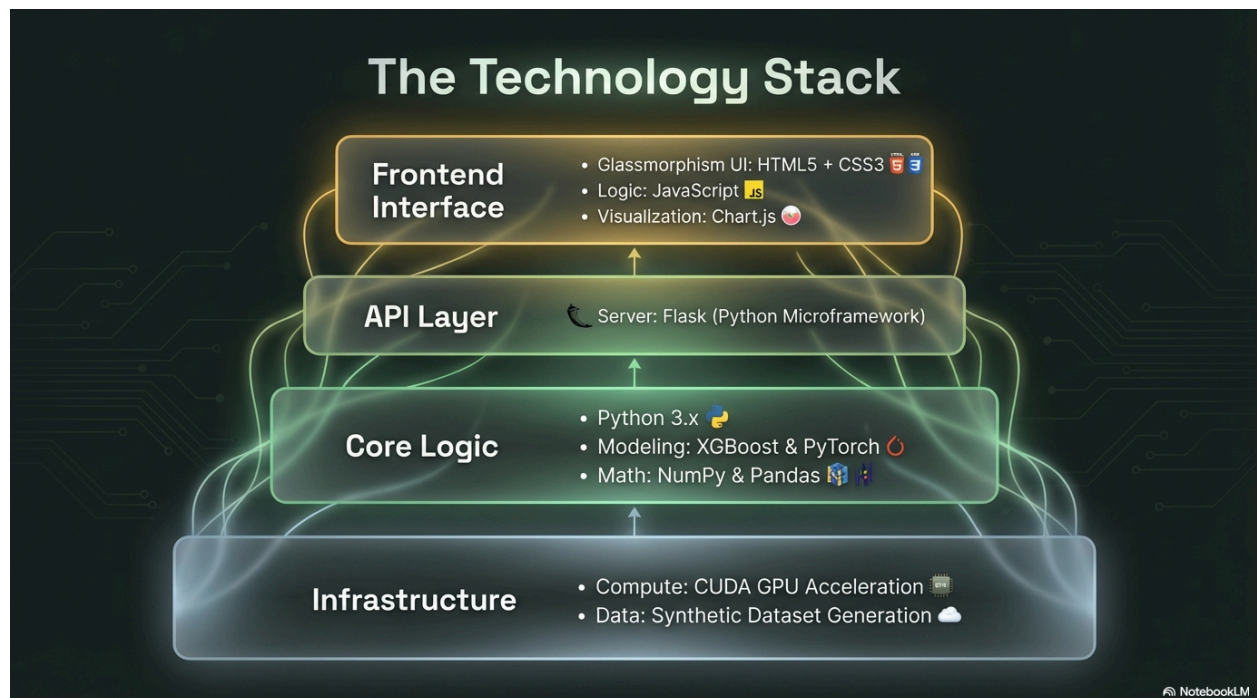 The Technology Stack
Frontend
Interface
• Glassmorphism UI: HTML5 + CSS3
• Logic: JavaScript JS
• Visuallzation: Chart.js
API Layer
Server: Flask (Python Microframework)
Core Logic
• Python 3.x
• Modeling: XGBoost & PyTorch
• Math: NumPy & Pandas
Infrastructure
• Compute: CUDA GPU Acceleration
• Data: Synthetic Dataset Generation
NotebookLM